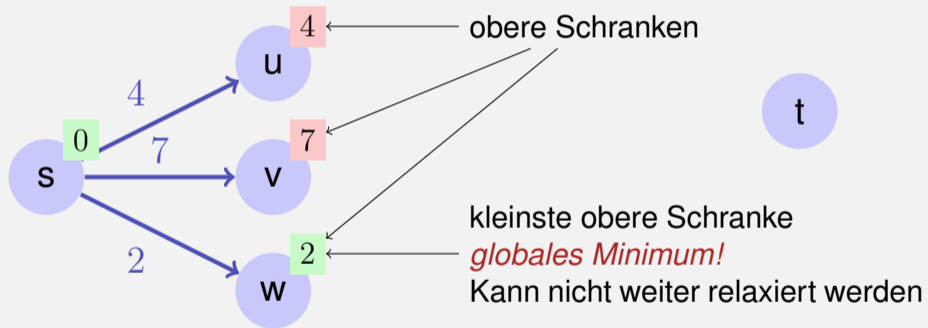 4
obere Schranken
u
4
t
0
7
7
s
v
kleinste obere Schranke
2
2
globales Minimum!
w
Kann nicht weiter relaxiert werden